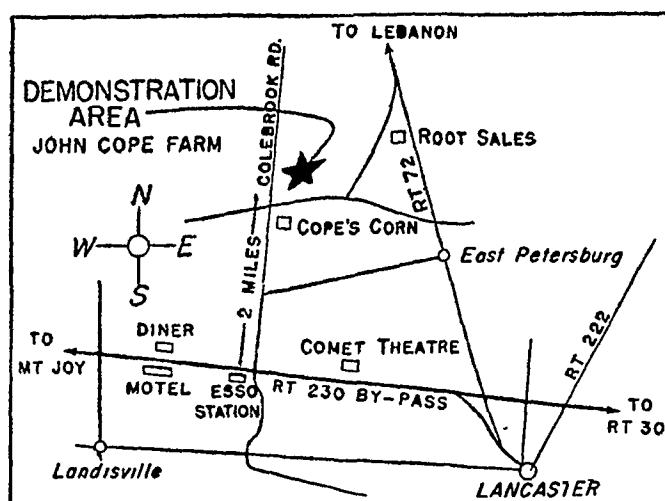 TO LEBANON
COLEBROOK RD.
DEMONSTRATION
AREA
JOHN COPE FARM
ROOT SALES
RT. 72
N
W E
S
COPE'S CORN
East Petersburg
2 MILES
RT 222
DINER
COMET THEATRE
TO
MT JOY
MOTEL
ESSO
STATION
RT 230 BY-PASS
TO
RT 30
Landisville
LANCASTER